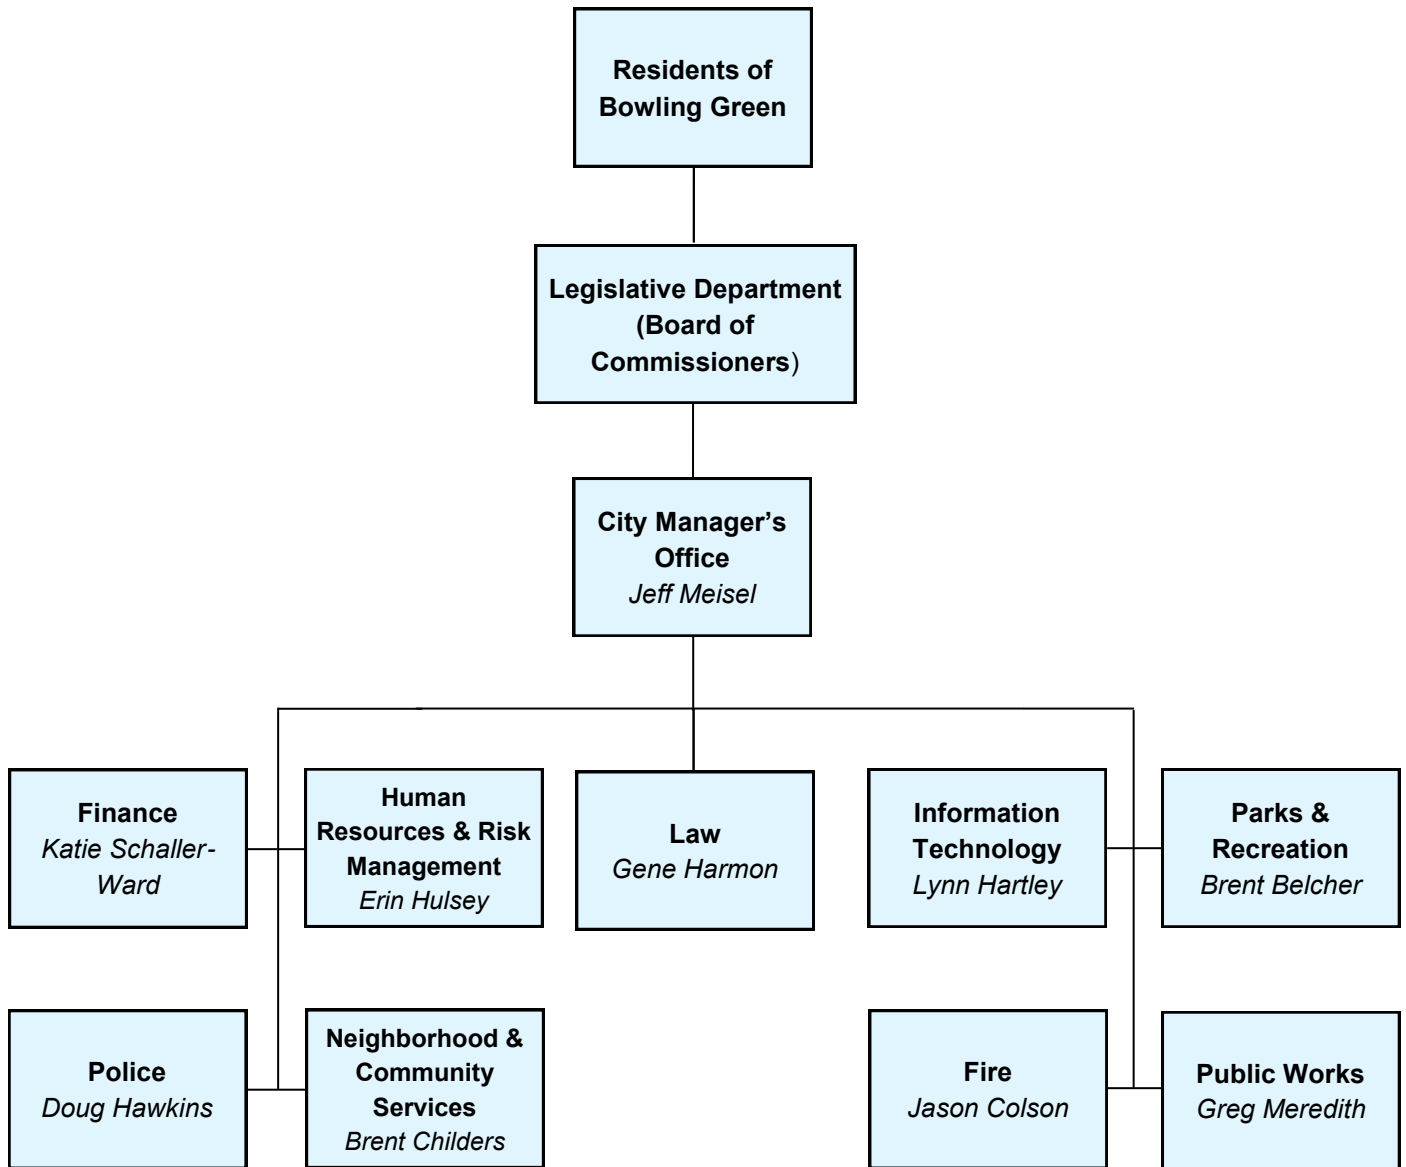 Residents of
Bowling Green
Legislative Department
(Board of
Commissioners)
City Manager’s
Office
Jeff Meisel
Finance
Katie Schaller-
Ward
Human
Resources & Risk
Management
Erin Hulsey
Law
Gene Harmon
Information
Technology
Lynn Hartley
Parks &
Recreation
Brent Belcher
Police
Doug Hawkins
Neighborhood &
Community
Services
Brent Childers
Fire
Jason Colson
Public Works
Greg Meredith